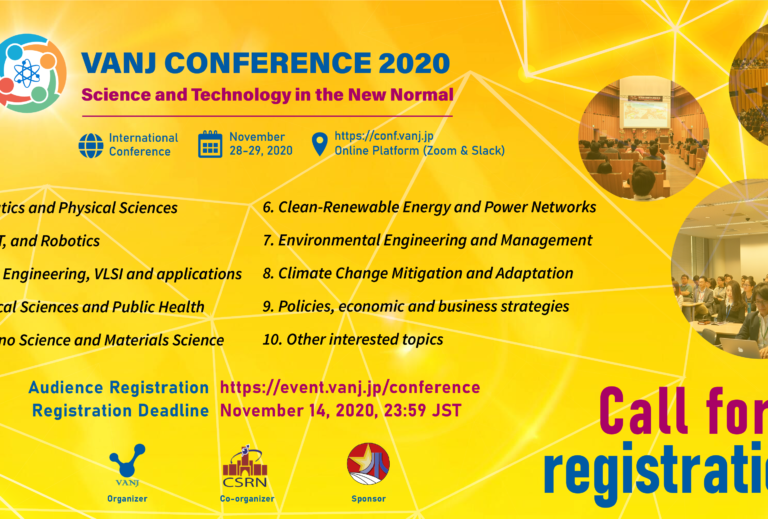 VANJ CONFERENCE 2020
Science and Technology in the New Normal
International
Conference
November
28-29, 2020
https://conf.vanj.jp
Online Platform (Zoom & Slack)
tics and Physical Sciences
T, and Robotics
Engineering, VLSI and applications
cal Sciences and Public Health
no Science and Materials Science
6. Clean-Renewable Energy and Power Networks
7. Environmental Engineering and Management
8. Climate Change Mitigation and Adaptation
9. Policies, economic and business strategies
10. Other interested topics
Audience Registration https://event.vanj.jp/conference
Registration Deadline November 14, 2020, 23:59 JST
Call for
registratio
VANJ
Organizer
CSRN
Co-organizer
Sponsor